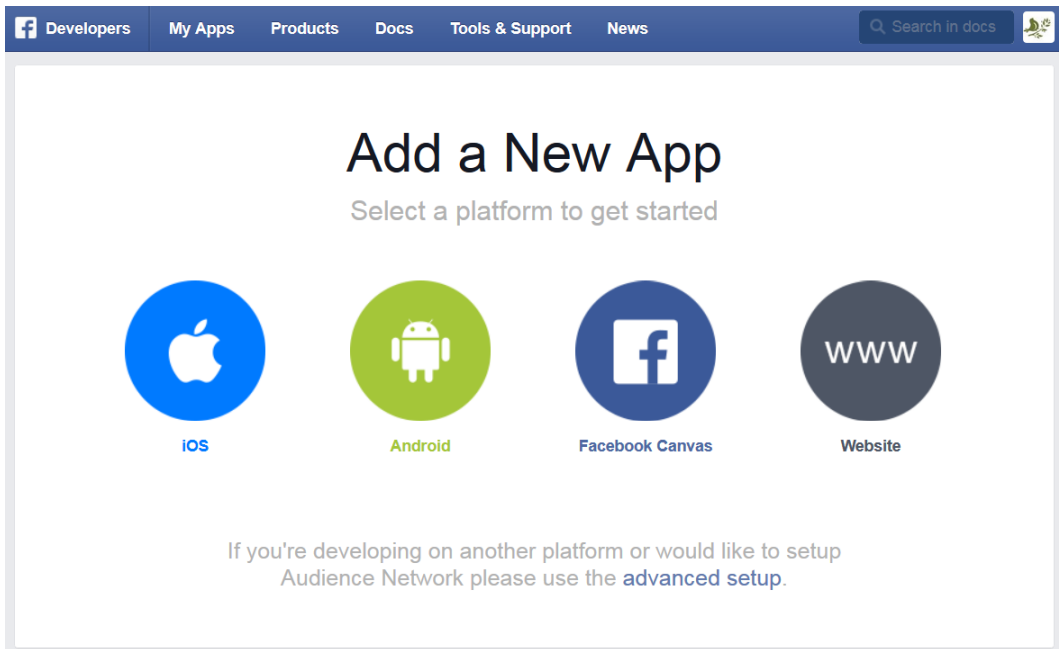 Developers My Apps Products Docs Tools & Support News Search in docs
Add a New App
Select a platform to get started
www
iOS Android Facebook Canvas Website
If you're developing on another platform or would like to setup
Audience Network please use the advanced setup.